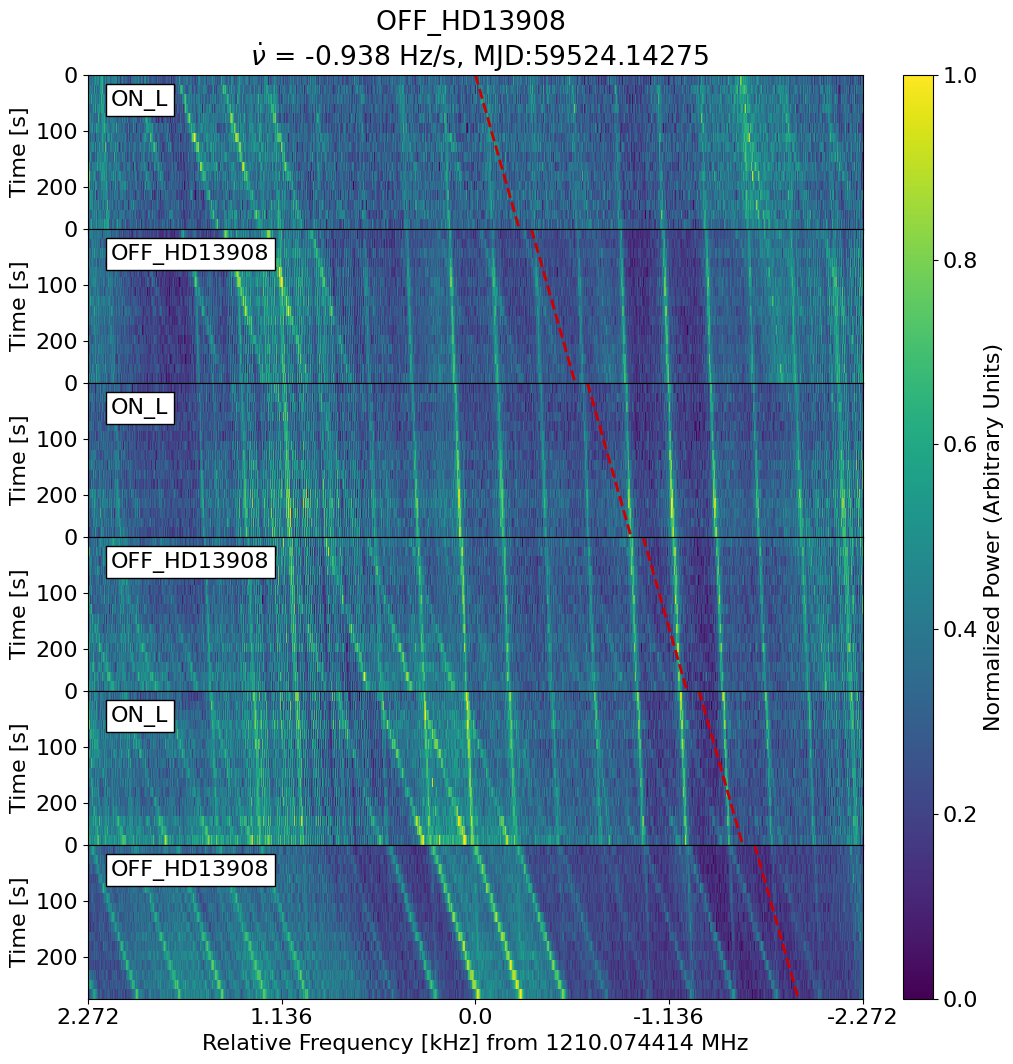 OFF_HD13908
ν̇ = -0.938 Hz/s, MJD:59524.14275
ON_L
OFF_HD13908
ON_L
OFF_HD13908
ON_L
OFF_HD13908
0
100
200
0
100
200
0
100
200
0
100
200
0
100
200
0
100
200
Time [s]
Time [s]
Time [s]
Time [s]
Time [s]
Time [s]
2.272
1.136
0.0
-1.136
-2.272
Relative Frequency [kHz] from 1210.074414 MHz
1.0
0.8
0.6
0.4
0.2
0.0
Normalized Power (Arbitrary Units)